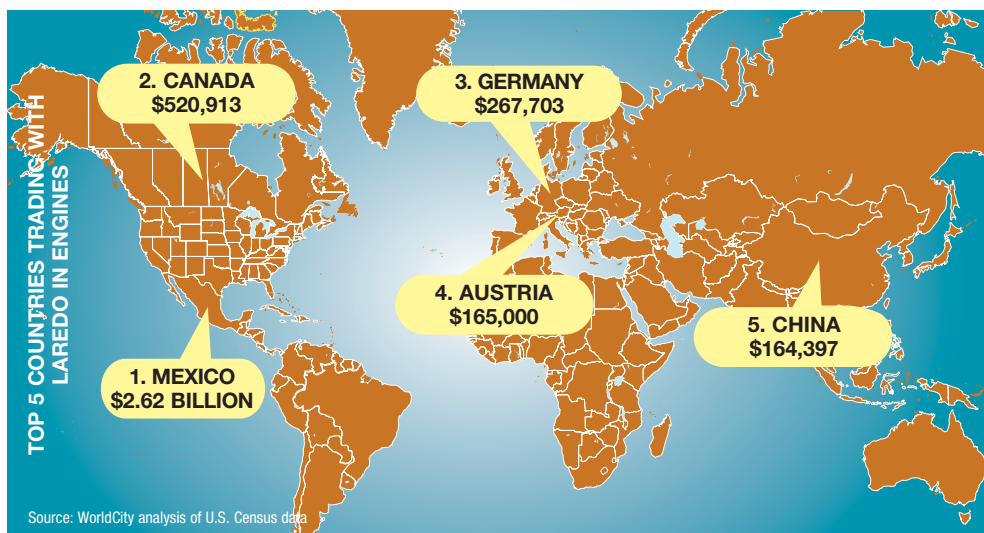 TOP 5 COUNTRIES TRADING WITH
LAREDO IN ENGINES
1. MEXICO
$2.62 BILLION
2. CANADA
$520,913
3. GERMANY
$267,703
4. AUSTRIA
$165,000
5. CHINA
$164,397
Source: WorldCity analysis of U.S. Census data